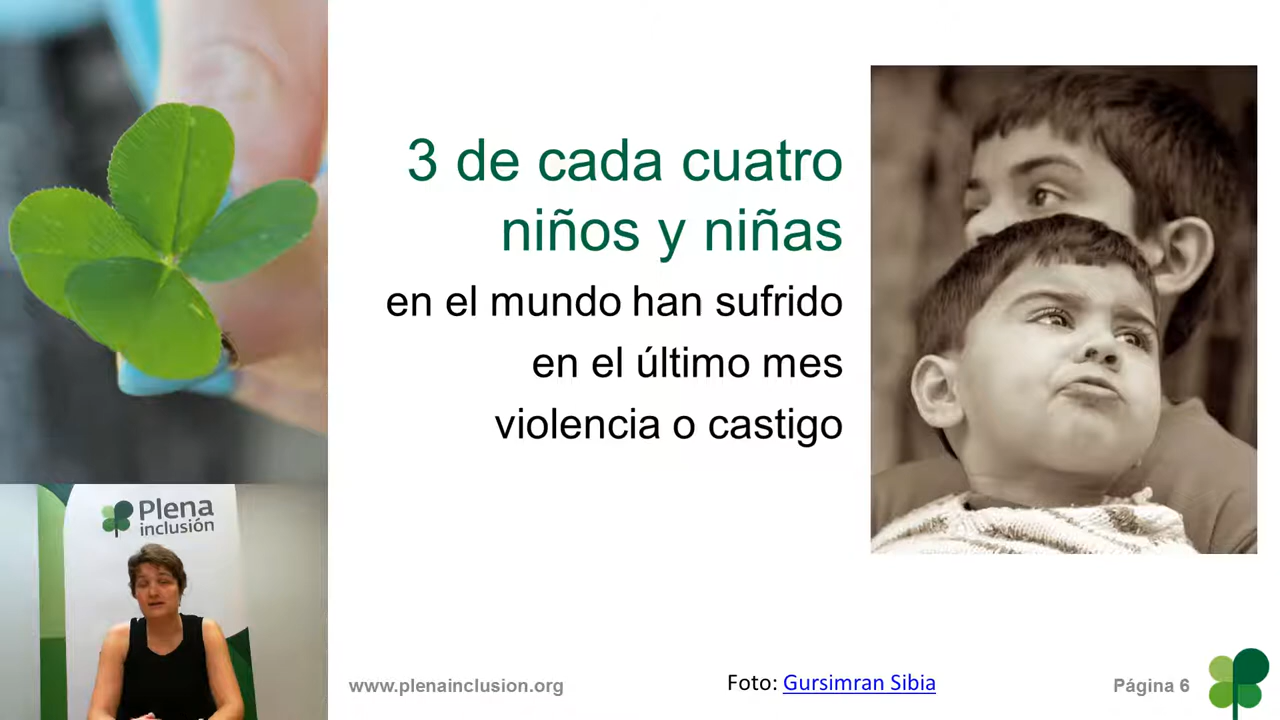 3 de cada cuatro
niños y niñas
en el mundo han sufrido
en el último mes
violencia o castigo
Plena
inclusión
www.plenainclusion.org
Foto: Gursimran Sibia
Página 6